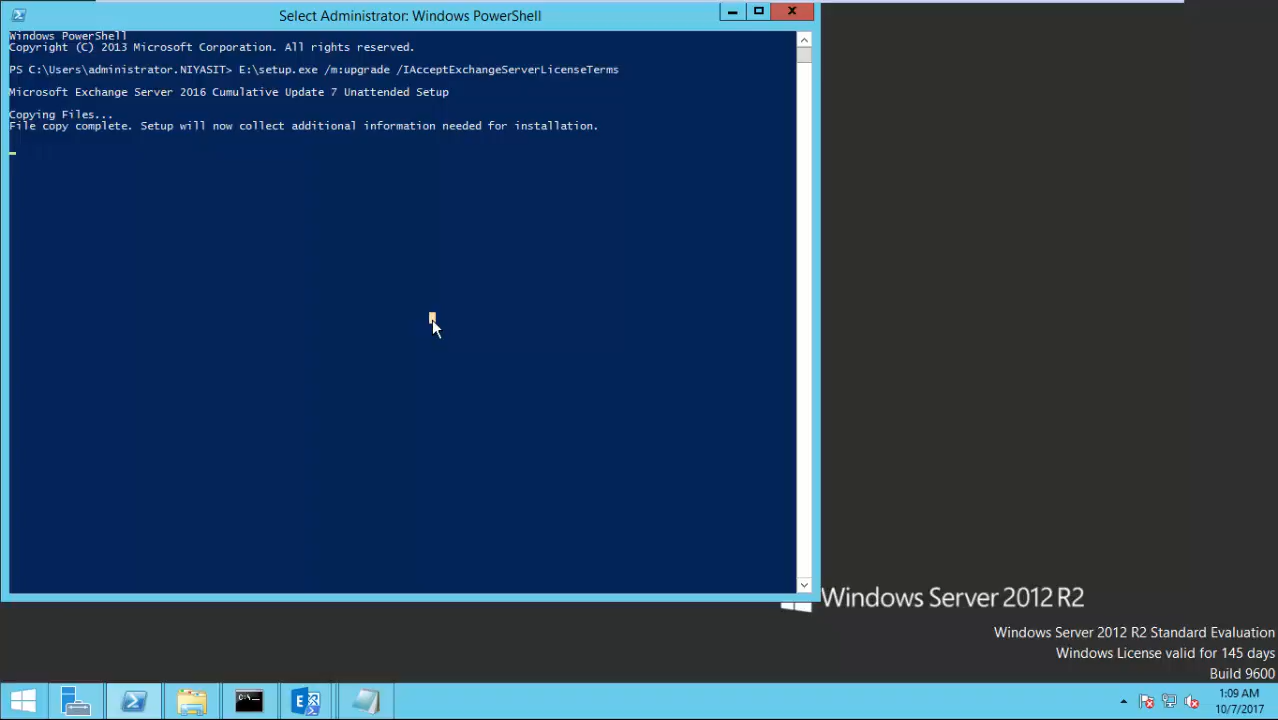 Select Administrator: Windows PowerShell
Windows PowerShell
Copyright (C) 2013 Microsoft Corporation. All rights reserved.
PS C:\Users\administrator.NIYASIT> E:\setup.exe /m:upgrade /IAcceptExchangeServerLicenseTerms
Microsoft Exchange Server 2016 Cumulative Update 7 Unattended Setup
Copying Files...
File copy complete. Setup will now collect additional information needed for installation.
Windows Server 2012 R2
Windows Server 2012 R2 Standard Evaluation
Windows License valid for 145 days
Build 9600
1:09 AM
10/7/2017